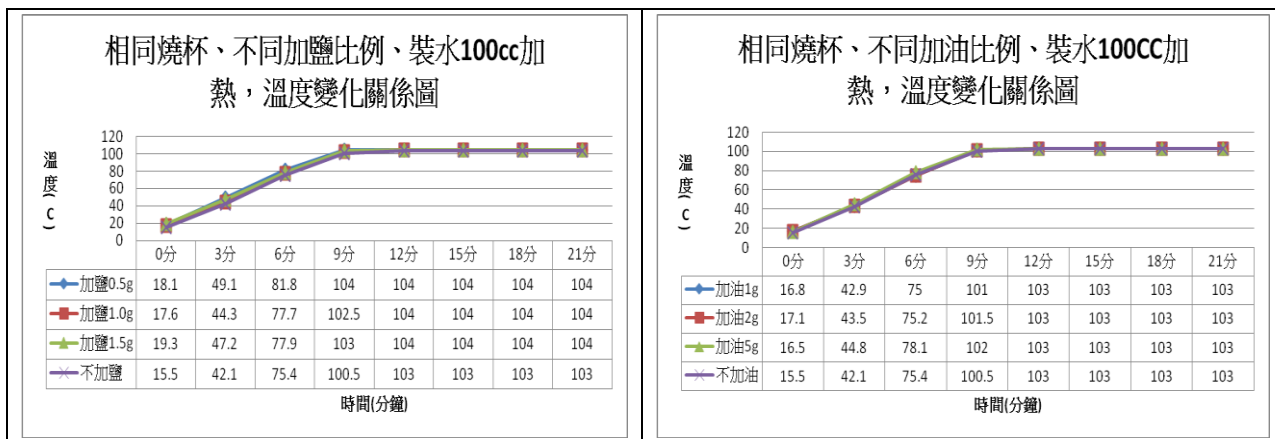 相同燒杯、不同加鹽比例、裝水100cc加
熱，溫度變化關係圖
溫度(C)
120
100
80
60
40
20
0
0分 3分 6分 9分 12分 15分 18分 21分
加鹽0.5g 18.1 49.1 81.8 104 104 104 104 104
加鹽1.0g 17.6 44.3 77.7 102.5 104 104 104 104
加鹽1.5g 19.3 47.2 77.9 103 104 104 104 104
不加鹽 15.5 42.1 75.4 100.5 103 103 103 103
時間(分鐘)
相同燒杯、不同加油比例、裝水100CC加
熱，溫度變化關係圖
溫度(C)
120
100
80
60
40
20
0
0分 3分 6分 9分 12分 15分 18分 21分
加油1g 16.8 42.9 75 101 103 103 103 103
加油2g 17.1 43.5 75.2 101.5 103 103 103 103
加油5g 16.5 44.8 78.1 102 103 103 103 103
不加油 15.5 42.1 75.4 100.5 103 103 103 103
時間(分鐘)